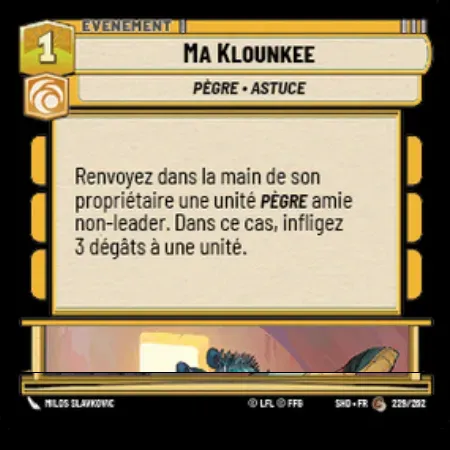 ÉVÉNEMENT
1
MA KLOUNKEE
PÈGRE • ASTUCE
Renvoyez dans la main de son
propriétaire une unité PÈGRE amie
non-leader. Dans ce cas, infligez
3 dégâts à une unité.
MILOS SLAVKOVIC
© LFL © FFG
SHD • FR
229/262